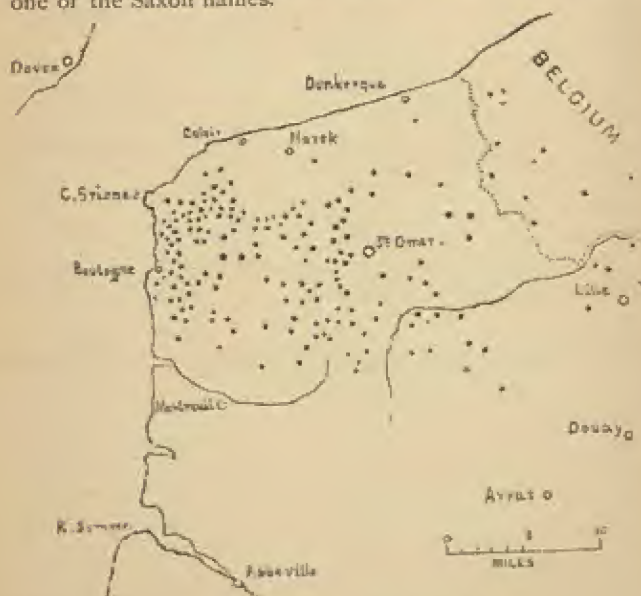 one of the Saxon names.
Dover
Dunkerque
BELGIUM
Calais
Marck
C. Grisnez
St Omer.
Boulogne
Lille
Montreuil
Douay
Arras
R. Somme
Abbeville
MILES